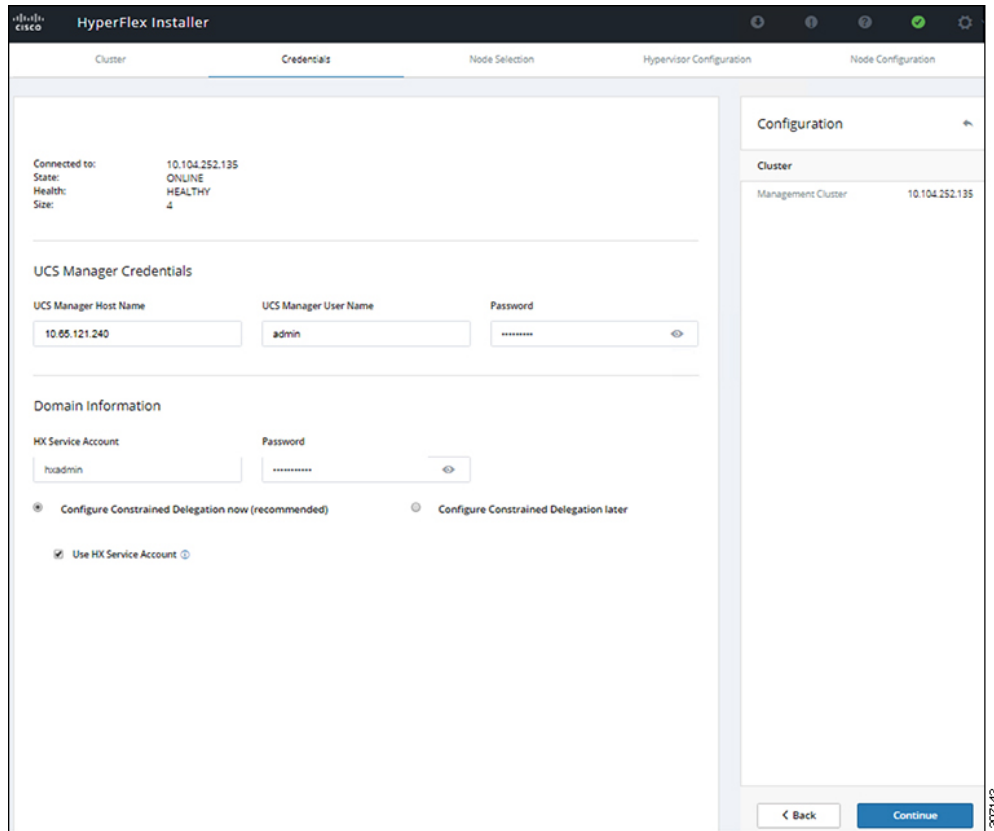 CISCO
HyperFlex Installer
Cluster
Credentials
Node Selection
Hypervisor Configuration
Node Configuration
Connected to: 10.104.252.135
State: ONLINE
Health: HEALTHY
Size: 4
UCS Manager Credentials
UCS Manager Host Name
UCS Manager User Name
Password
10.65.121.240
admin
•••••••••
Domain Information
HX Service Account
Password
hxadmin
•••••••••••
Configure Constrained Delegation now (recommended)
Configure Constrained Delegation later
Use HX Service Account
Configuration
Cluster
Management Cluster 10.104.252.135
< Back
Continue
307143